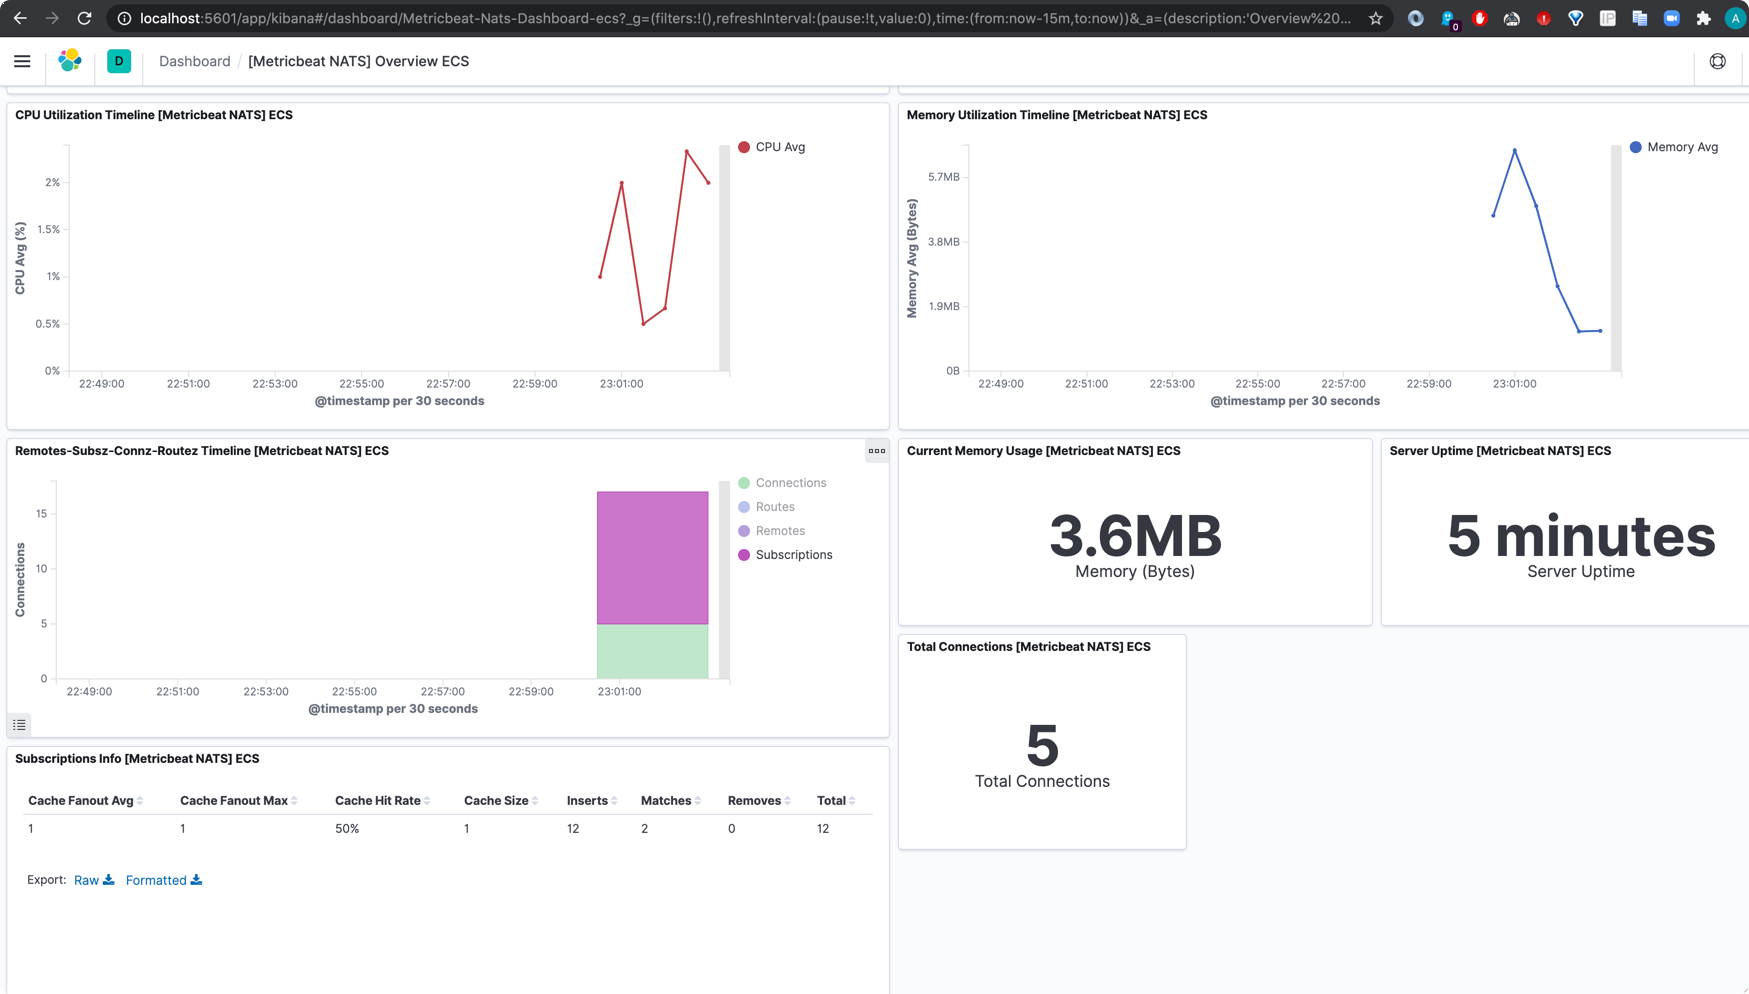 localhost:5601/app/kibana#/dashboard/Metricbeat-Nats-Dashboard-ecs?_g=(filters:!(),refreshInterval:(pause:!t,value:0),time:(from:now-15m,to:now))&_a=(description:'Overview%20...
0
A
D
Dashboard / [Metricbeat NATS] Overview ECS
CPU Utilization Timeline [Metricbeat NATS] ECS
CPU Avg (%)
2%
1.5%
1%
0.5%
0%
22:49:00 22:51:00 22:53:00 22:55:00 22:57:00 22:59:00 23:01:00
@timestamp per 30 seconds
CPU Avg
Memory Utilization Timeline [Metricbeat NATS] ECS
Memory Avg (Bytes)
5.7MB
3.8MB
1.9MB
0B
22:49:00 22:51:00 22:53:00 22:55:00 22:57:00 22:59:00 23:01:00
@timestamp per 30 seconds
Memory Avg
Remotes-Subsz-Connz-Routez Timeline [Metricbeat NATS] ECS
Connections
15
10
5
0
22:49:00 22:51:00 22:53:00 22:55:00 22:57:00 22:59:00 23:01:00
@timestamp per 30 seconds
Connections
Routes
Remotes
Subscriptions
Current Memory Usage [Metricbeat NATS] ECS
3.6MB
Memory (Bytes)
Server Uptime [Metricbeat NATS] ECS
5 minutes
Server Uptime
Total Connections [Metricbeat NATS] ECS
5
Total Connections
Subscriptions Info [Metricbeat NATS] ECS
Cache Fanout Avg Cache Fanout Max Cache Hit Rate Cache Size Inserts Matches Removes Total
1 1 50% 1 12 2 0 12
Export: Raw Formatted